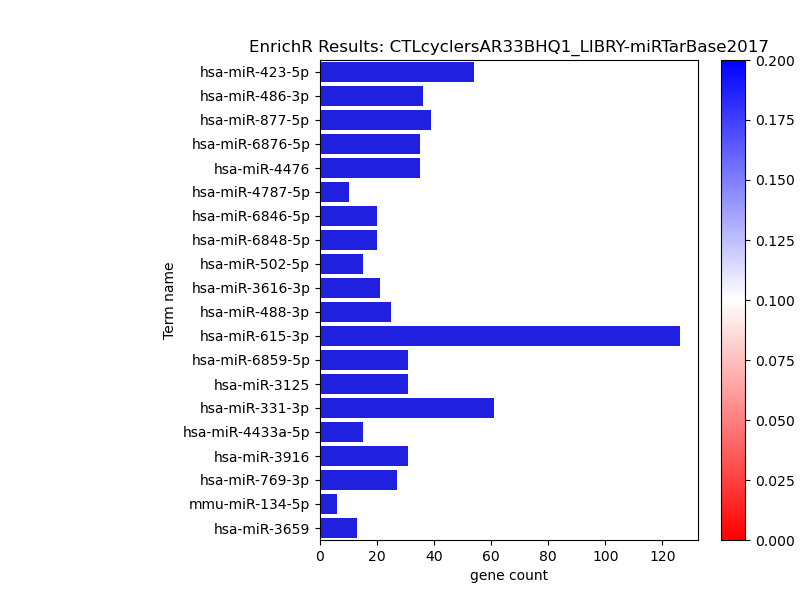 EnrichR Results: CTLcyclersAR33BHQ1_LIBRY-miRTarBase2017
hsa-miR-423-5p
hsa-miR-486-3p
hsa-miR-877-5p
hsa-miR-6876-5p
hsa-miR-4476
hsa-miR-4787-5p
hsa-miR-6846-5p
hsa-miR-6848-5p
hsa-miR-502-5p
hsa-miR-3616-3p
hsa-miR-488-3p
hsa-miR-615-3p
hsa-miR-6859-5p
hsa-miR-3125
hsa-miR-331-3p
hsa-miR-4433a-5p
hsa-miR-3916
hsa-miR-769-3p
mmu-miR-134-5p
hsa-miR-3659
Term name
0 20 40 60 80 100 120
gene count
0.200
0.175
0.150
0.125
0.100
0.075
0.050
0.025
0.000